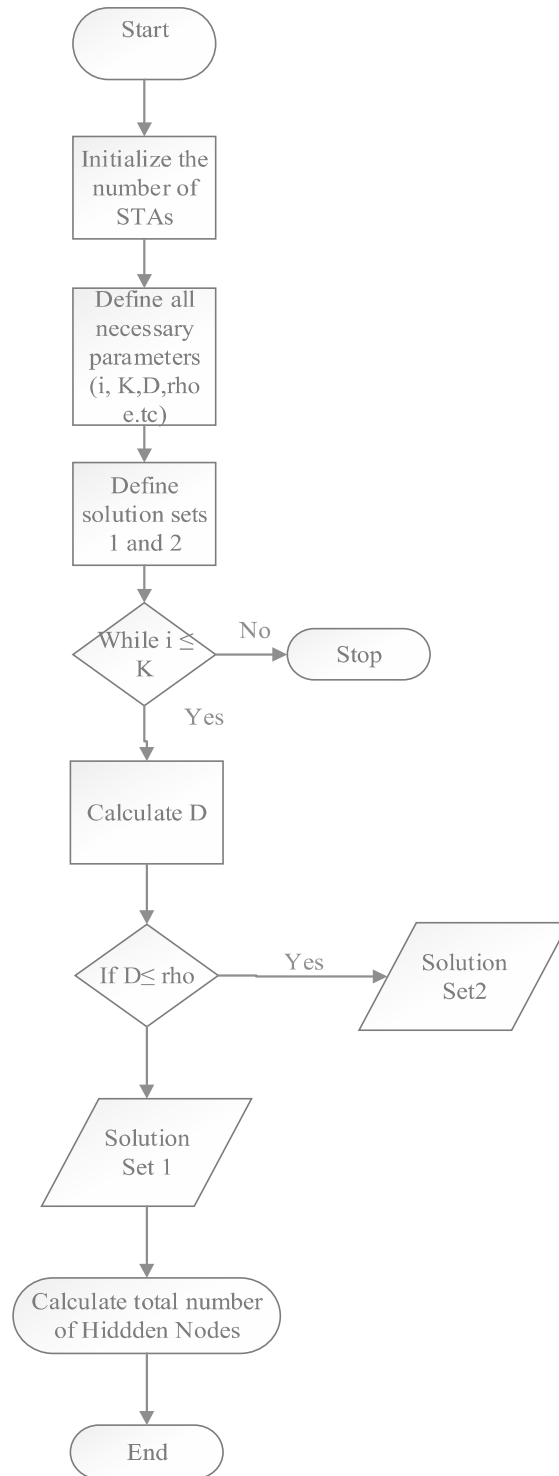 Start
Initialize the
number of
STAs
Define all
necessary
parameters
(i, K,D,rho
e.tc)
Define
solution sets
1 and 2
While i ≤
K
No
Stop
Yes
Calculate D
If D≤ rho
Yes
Solution
Set2
Solution
Set 1
Calculate total number
of Hiddden Nodes
End